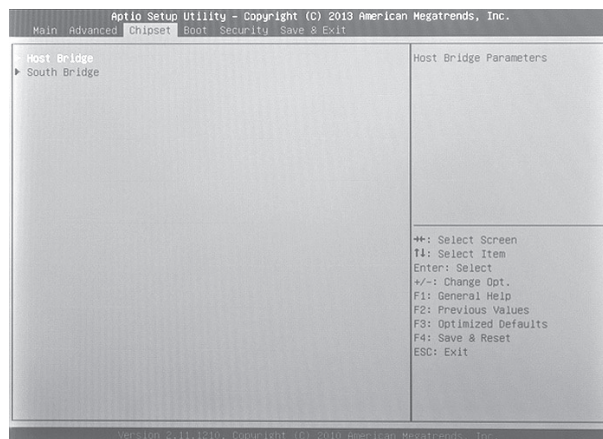 Aptio Setup Utility – Copyright (C) 2013 American Megatrends, Inc.
Main Advanced Chipset Boot Security Save & Exit
Host Bridge
South Bridge
Host Bridge Parameters
→←: Select Screen
↑↓: Select Item
Enter: Select
+/-: Change Opt.
F1: General Help
F2: Previous Values
F3: Optimized Defaults
F4: Save & Reset
ESC: Exit
Version 2.11.1210. Copyright (C) 2010 American Megatrends, Inc.